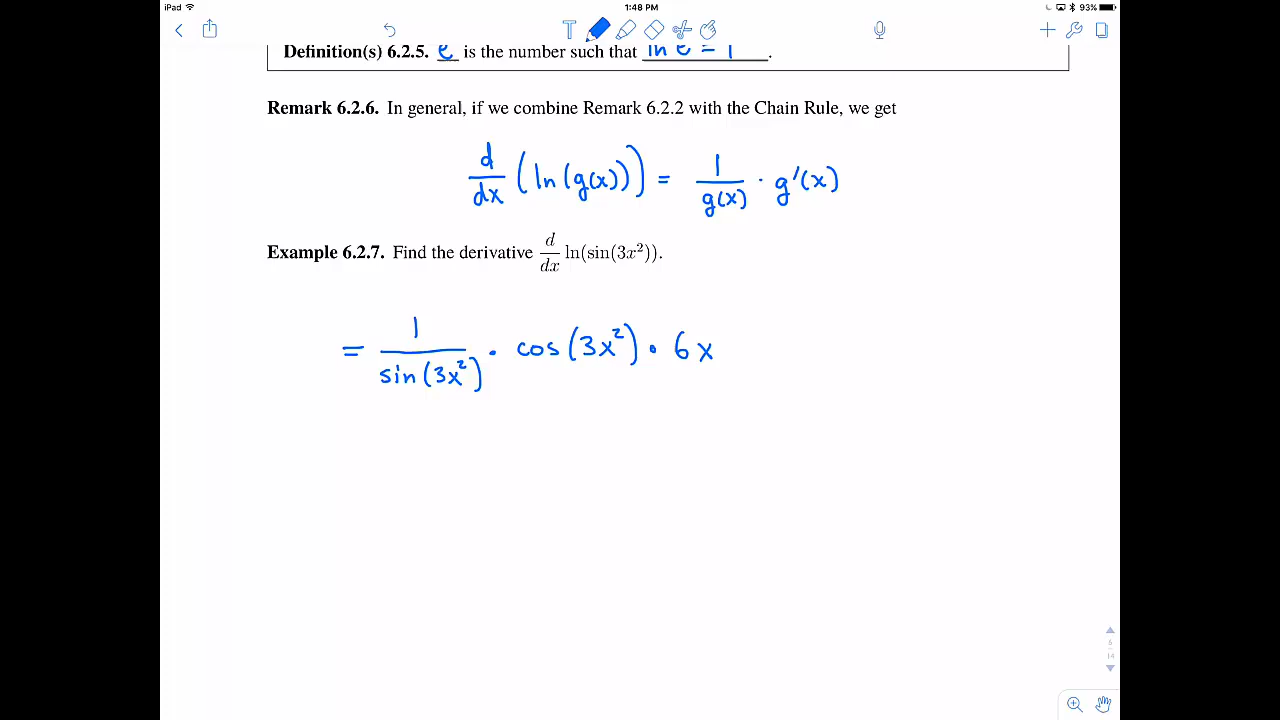 iPad 1:48 PM 93%
Definition(s) 6.2.5. e is the number such that ln e = 1.
Remark 6.2.6. In general, if we combine Remark 6.2.2 with the Chain Rule, we get
d/dx (ln(g(x))) = 1/g(x) · g'(x)
Example 6.2.7. Find the derivative d/dx ln(sin(3x²)).
= 1/sin(3x²) · cos(3x²) · 6x
5
14